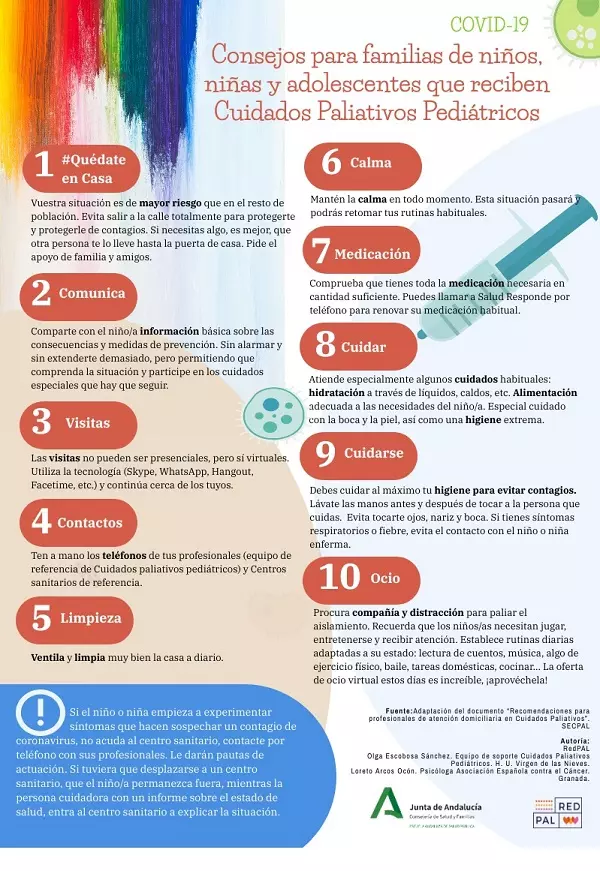 COVID-19
Consejos para familias de niños,
niñas y adolescentes que reciben
Cuidados Paliativos Pediátricos
1 #Quédate
en Casa
Vuestra situación es de mayor riesgo que en el resto de
población. Evita salir a la calle totalmente para protegerte
y protegerle de contagios. Si necesitas algo, es mejor, que
otra persona te lo lleve hasta la puerta de casa. Pide el
apoyo de familia y amigos.
2 Comunica
Comparte con el niño/a información básica sobre las
consecuencias y medidas de prevención. Sin alarmar y
sin extenderte demasiado, pero permitiendo que
comprenda la situación y participe en los cuidados
especiales que hay que seguir.
3 Visitas
Las visitas no pueden ser presenciales, pero sí virtuales.
Utiliza la tecnología (Skype, WhatsApp, Hangout,
Facetime, etc.) y continúa cerca de los tuyos.
4 Contactos
Ten a mano los teléfonos de tus profesionales (equipo de
referencia de Cuidados paliativos pediátricos) y Centros
sanitarios de referencia.
5 Limpieza
Ventila y limpia muy bien la casa a diario.
6 Calma
Mantén la calma en todo momento. Esta situación pasará y
podrás retomar tus rutinas habituales.
7 Medicación
Comprueba que tienes toda la medicación necesaria en
cantidad suficiente. Puedes llamar a Salud Responde por
teléfono para renovar su medicación habitual.
8 Cuidar
Atiende especialmente algunos cuidados habituales:
hidratación a través de líquidos, caldos, etc. Alimentación
adecuada a las necesidades del niño/a. Especial cuidado
con la boca y la piel, así como una higiene extrema.
9 Cuidarse
Debes cuidar al máximo tu higiene para evitar contagios.
Lávate las manos antes y después de tocar a la persona que
cuidas. Evita tocarte ojos, nariz y boca. Si tienes síntomas
respiratorios o fiebre, evita el contacto con el niño o niña
enferma.
10 Ocio
Procura compañía y distracción para paliar el
aislamiento. Recuerda que los niños/as necesitan jugar,
entretenerse y recibir atención. Establece rutinas diarias
adaptadas a su estado: lectura de cuentos, música, algo de
ejercicio físico, baile, tareas domésticas, cocinar... La oferta
de ocio virtual estos días es increíble, ¡aprovéchela!
! Si el niño o niña empieza a experimentar
síntomas que hacen sospechar un contagio de
coronavirus, no acuda al centro sanitario, contacte por
teléfono con sus profesionales. Le darán pautas de
actuación. Si tuviera que desplazarse a un centro
sanitario, que el niño/a permanezca fuera, mientras la
persona cuidadora con un informe sobre el estado de
salud, entra al centro sanitario a explicar la situación.
Fuente:Adaptación del documento "Recomendaciones para
profesionales de atención domiciliaria en Cuidados Paliativos".
SECPAL
Autoría:
RedPAL
Olga Escobosa Sánchez. Equipo de soporte Cuidados Paliativos
Pediátricos. H. U. Virgen de las Nieves.
Loreto Arcos Ocón. Psicóloga Asociación Española contra el Cáncer.
Granada.
Junta de Andalucía
Consejería de Salud y Familias
RED
PAL